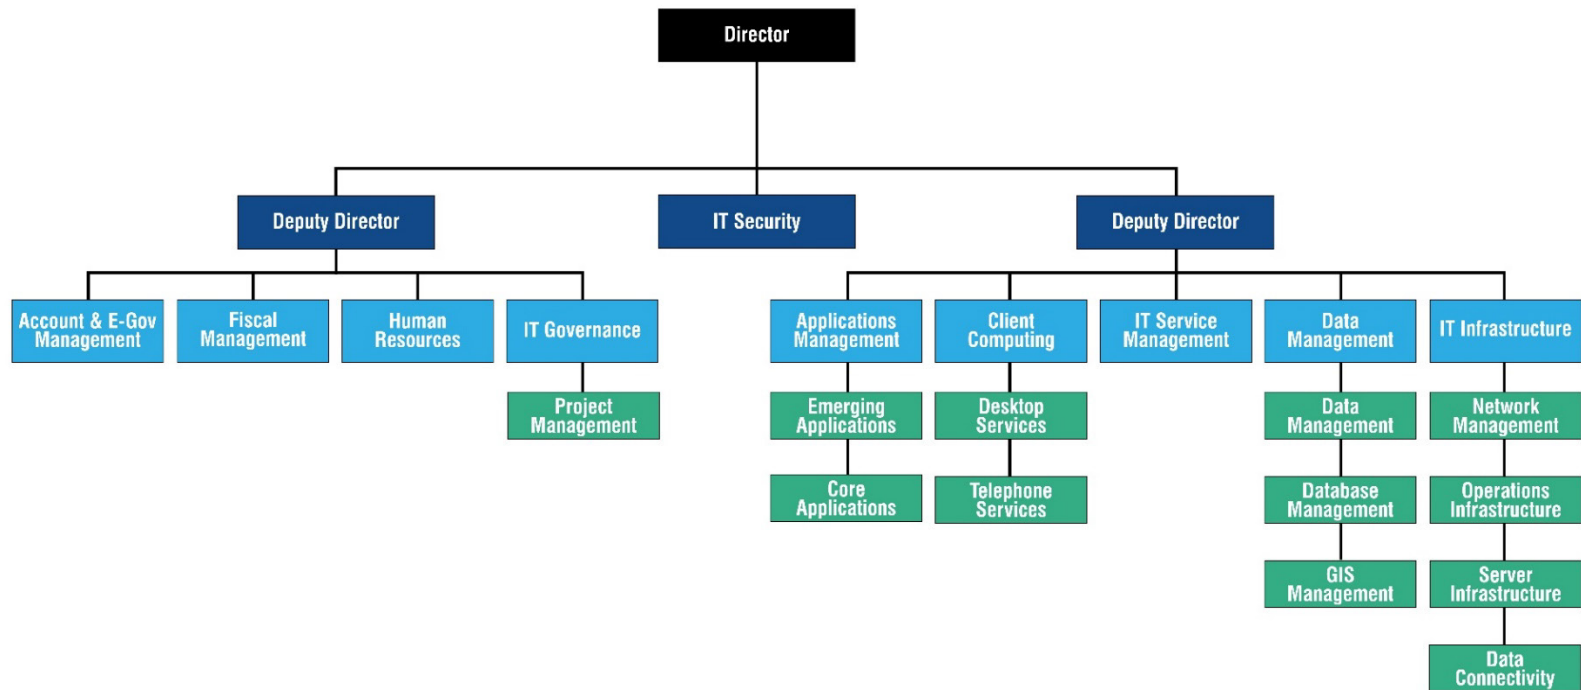 Director
Deputy Director
IT Security
Deputy Director
Account & E-Gov
Management
Fiscal
Management
Human
Resources
IT Governance
Applications
Management
Client
Computing
IT Service
Management
Data
Management
IT Infrastructure
Project
Management
Emerging
Applications
Desktop
Services
Data
Management
Network
Management
Core
Applications
Telephone
Services
Database
Management
Operations
Infrastructure
GIS
Management
Server
Infrastructure
Data
Connectivity